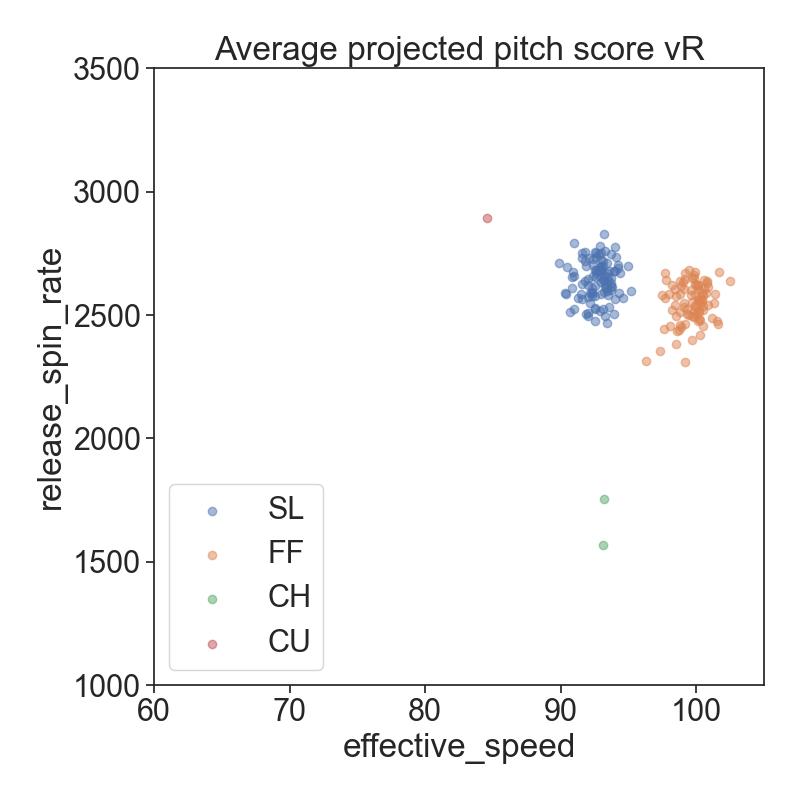 Average projected pitch score vR
3500
3000
2500
2000
1500
1000
release_spin_rate
SL
FF
CH
CU
60 70 80 90 100
effective_speed